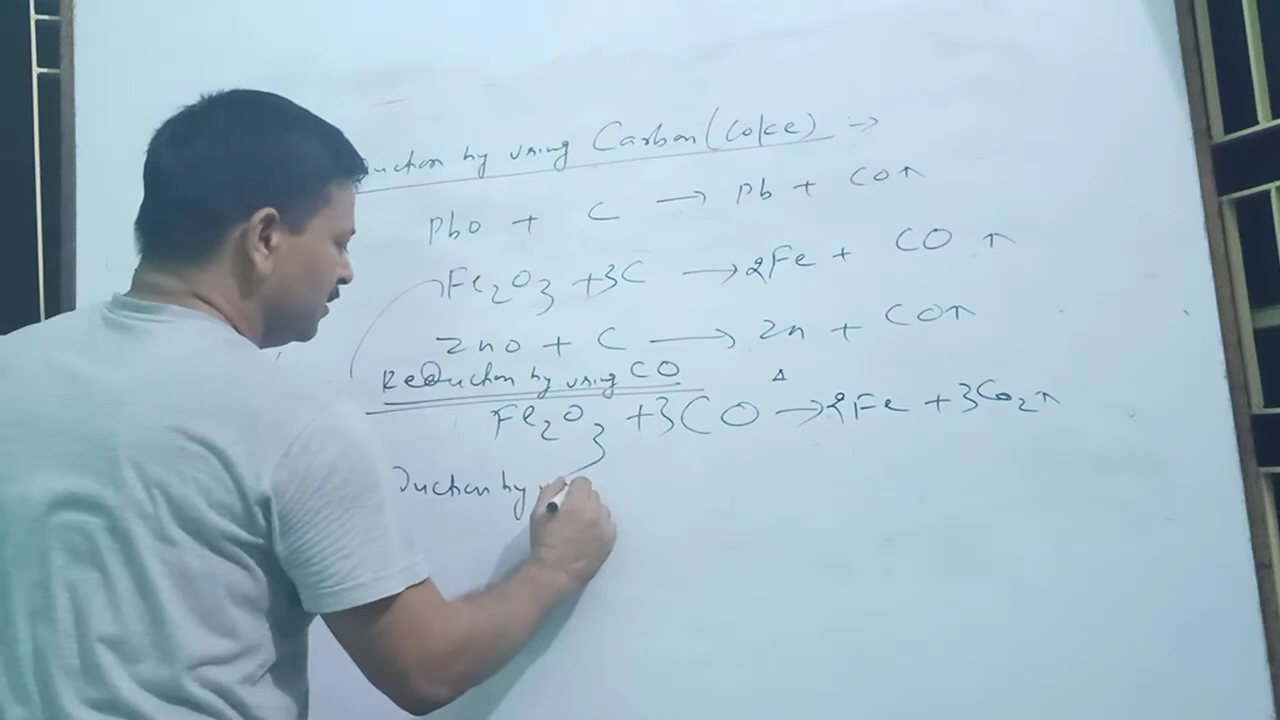 uction by using Carbon (Coke) →
PbO + C → Pb + CO↑
Fe₂O₃ + 3C → 2Fe + CO ↑
ZnO + C → Zn + CO↑
Reduction by using CO
Δ
Fe₂O₃ + 3CO → 2Fe + 3CO₂↑
duction by